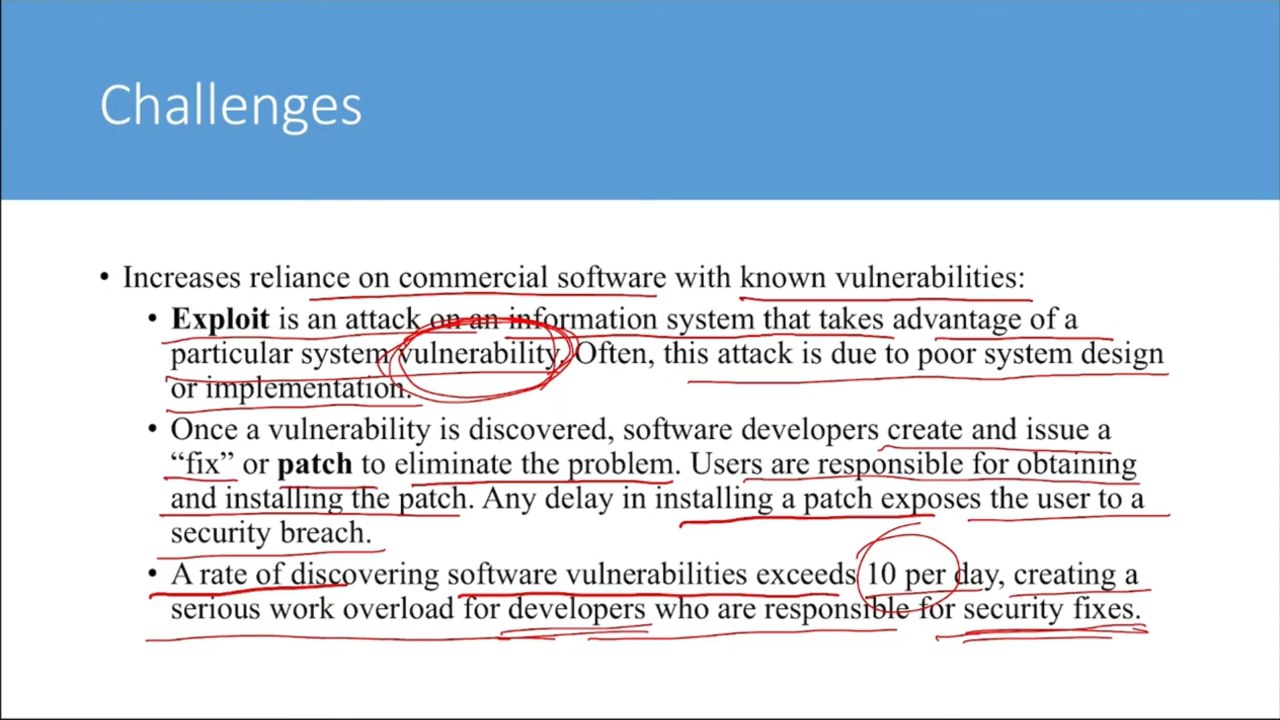 Challenges
• Increases reliance on commercial software with known vulnerabilities:
• Exploit is an attack on an information system that takes advantage of a
particular system vulnerability. Often, this attack is due to poor system design
or implementation.
• Once a vulnerability is discovered, software developers create and issue a
“fix” or patch to eliminate the problem. Users are responsible for obtaining
and installing the patch. Any delay in installing a patch exposes the user to a
security breach.
• A rate of discovering software vulnerabilities exceeds 10 per day, creating a
serious work overload for developers who are responsible for security fixes.